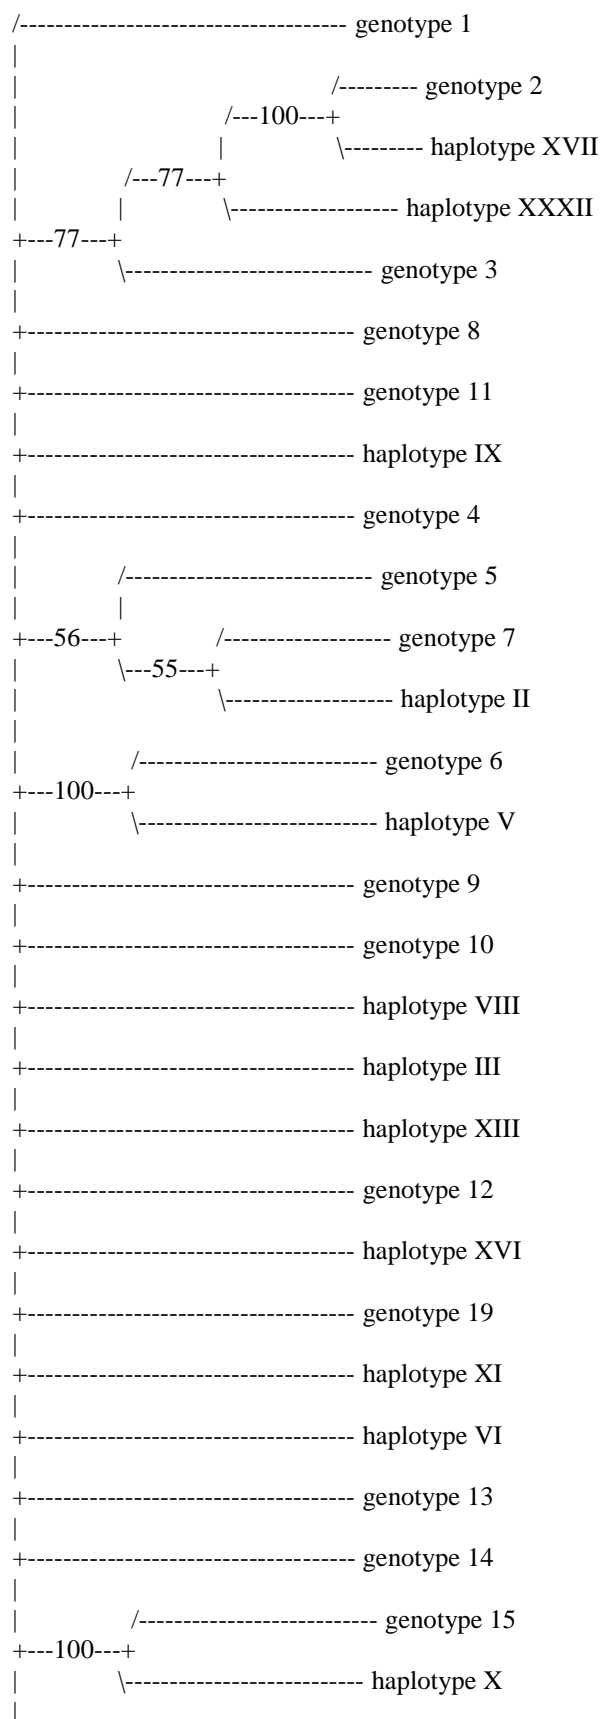 /------------------------------------- genotype 1
|
| /--------- genotype 2
| /---100---+
| | \--------- haplotype XVII
| /---77---+
| | \------------------- haplotype XXXII
+---77---+
| \---------------------------- genotype 3
|
+------------------------------------- genotype 8
|
+------------------------------------- genotype 11
|
+------------------------------------- haplotype IX
|
+------------------------------------- genotype 4
|
| /---------------------------- genotype 5
| |
+---56---+ /------------------- genotype 7
| \---55---+
| \------------------- haplotype II
|
| /--------------------------- genotype 6
+---100---+
| \--------------------------- haplotype V
|
+------------------------------------- genotype 9
|
+------------------------------------- genotype 10
|
+------------------------------------- haplotype VIII
|
+------------------------------------- haplotype III
|
+------------------------------------- haplotype XIII
|
+------------------------------------- genotype 12
|
+------------------------------------- haplotype XVI
|
+------------------------------------- genotype 19
|
+------------------------------------- haplotype XI
|
+------------------------------------- haplotype VI
|
+------------------------------------- genotype 13
|
+------------------------------------- genotype 14
|
| /--------------------------- genotype 15
+---100---+
| \--------------------------- haplotype X
|